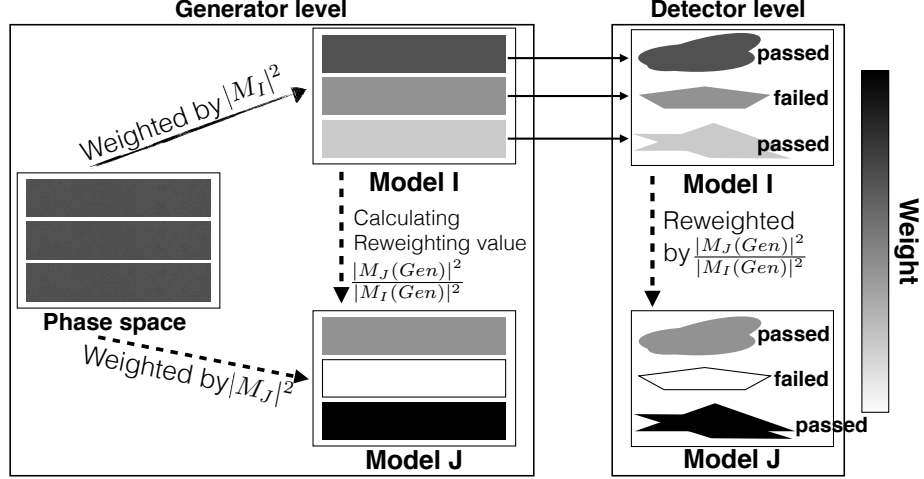 Generator level
Detector level
Weighted by |M_I|^2
passed
failed
passed
Model I
Model I
Calculating
Reweighting value
|M_J(Gen)|^2
|M_I(Gen)|^2
Reweighted
by |M_J(Gen)|^2
|M_I(Gen)|^2
Weight
Phase space
Weighted by |M_J|^2
passed
failed
passed
Model J
Model J